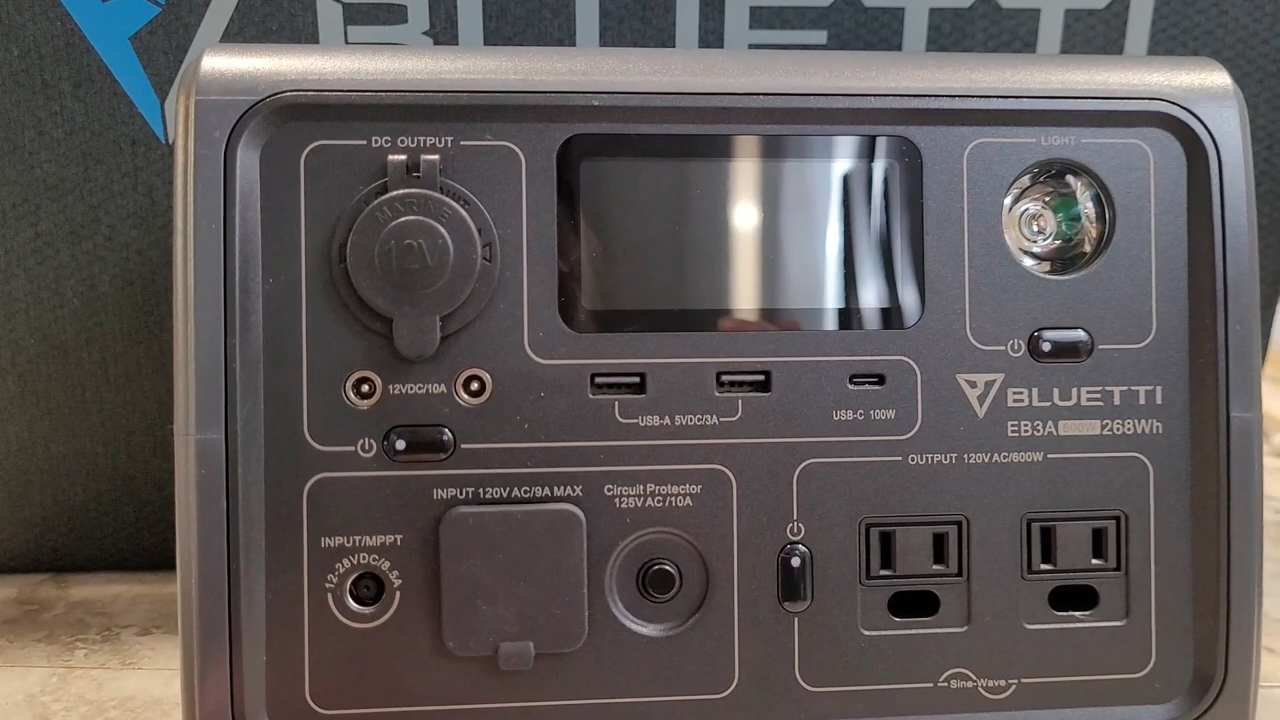 BLUETTI
DC OUTPUT
MARINE
12V
12VDC/10A
USB-A 5VDC/3A
USB-C 100W
LIGHT
BLUETTI
EB3A 600W 268Wh
INPUT 120V AC/9A MAX
Circuit Protector
125V AC /10A
INPUT/MPPT
12-28VDC/8.5A
OUTPUT 120V AC/600W
Sine-Wave